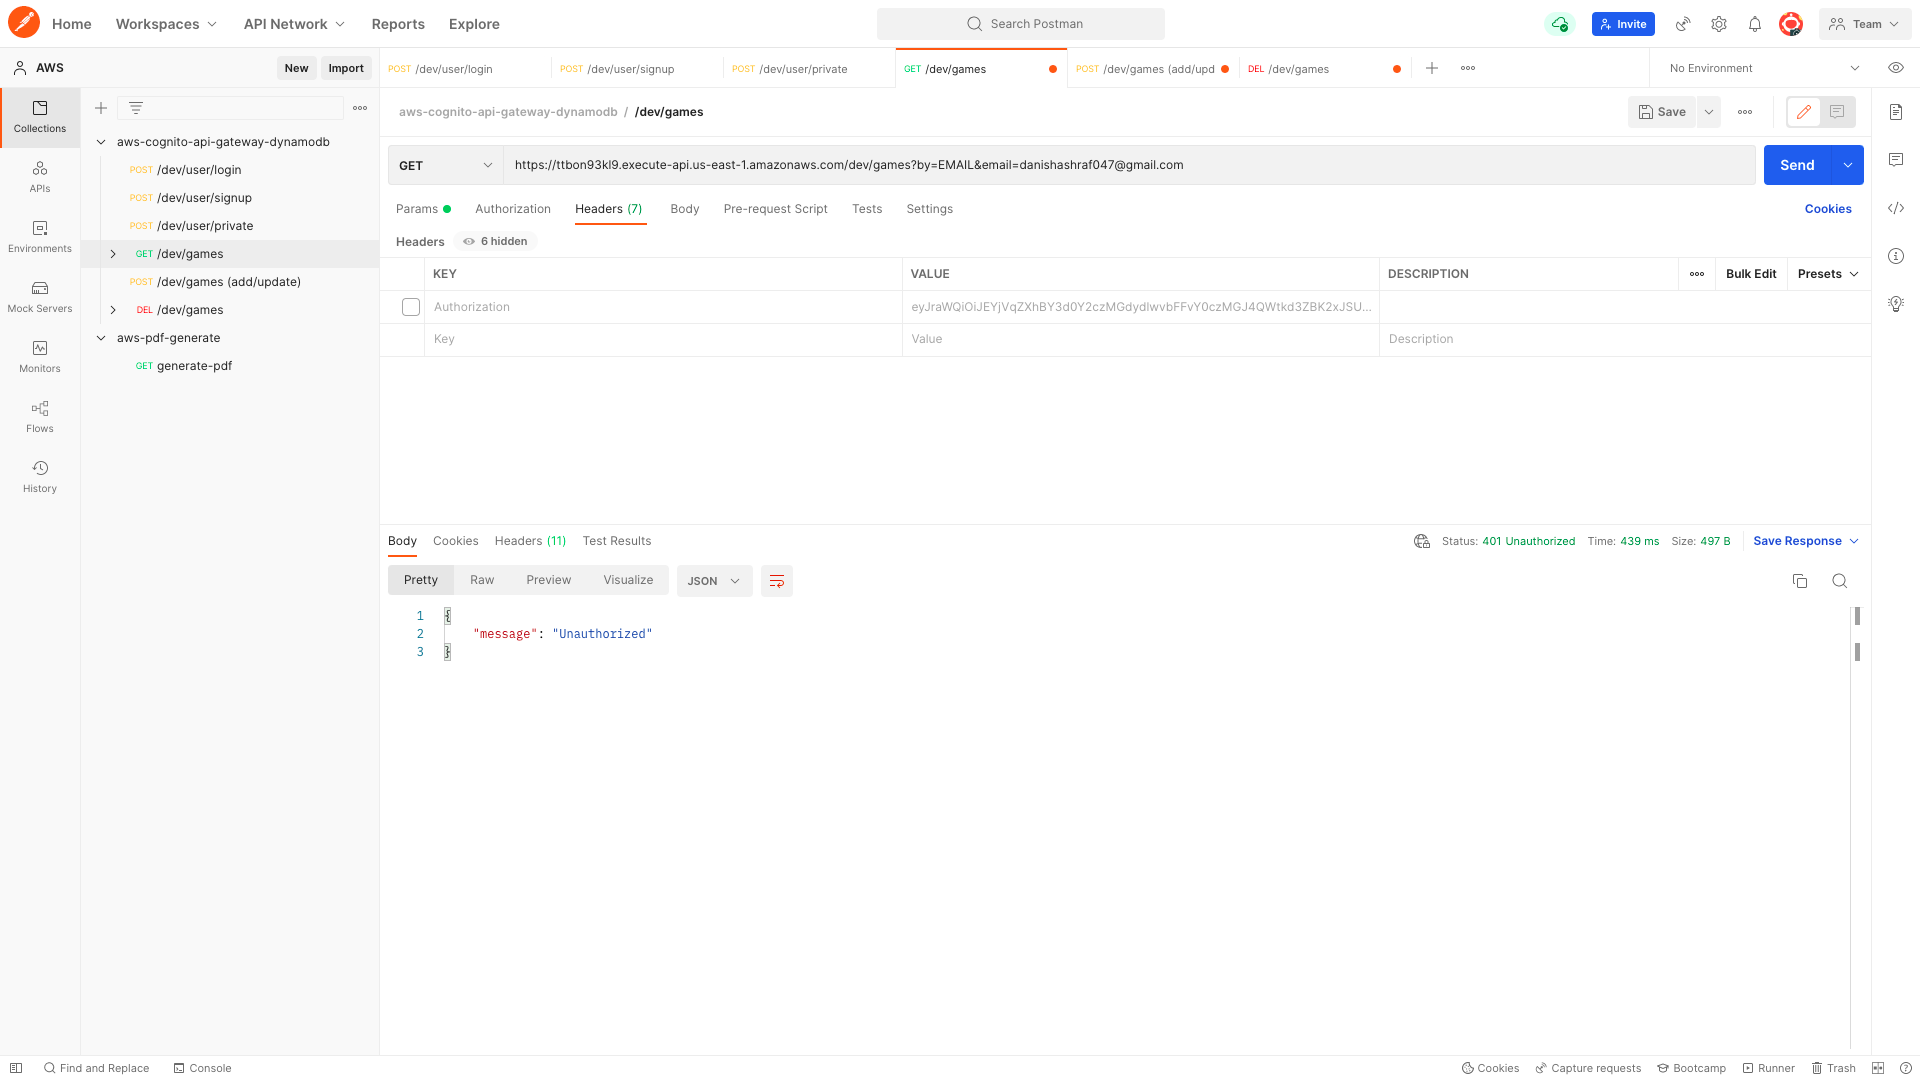 Home Workspaces API Network Reports Explore Search Postman Invite Team
AWS New Import
POST /dev/user/login POST /dev/user/signup POST /dev/user/private GET /dev/games POST /dev/games (add/upd DEL /dev/games No Environment
Collections
APIs
Environments
Mock Servers
Monitors
Flows
History
aws-cognito-api-gateway-dynamodb
POST /dev/user/login
POST /dev/user/signup
POST /dev/user/private
GET /dev/games
POST /dev/games (add/update)
DEL /dev/games
aws-pdf-generate
GET generate-pdf
aws-cognito-api-gateway-dynamodb / /dev/games Save
GET https://ttbon93kl9.execute-api.us-east-1.amazonaws.com/dev/games?by=EMAIL&email=danishashraf047@gmail.com Send
Params Authorization Headers (7) Body Pre-request Script Tests Settings Cookies
Headers 6 hidden
KEY VALUE DESCRIPTION Bulk Edit Presets
Authorization eyJraWQiOiJEYjVqZXhBY3d0Y2czMGdydlwvbFFvY0czMGJ4QWtkd3ZBK2xJSU...
Key Value Description
Body Cookies Headers (11) Test Results Status: 401 Unauthorized Time: 439 ms Size: 497 B Save Response
Pretty Raw Preview Visualize JSON
1 {
2 "message": "Unauthorized"
3 }
Find and Replace Console Cookies Capture requests Bootcamp Runner Trash